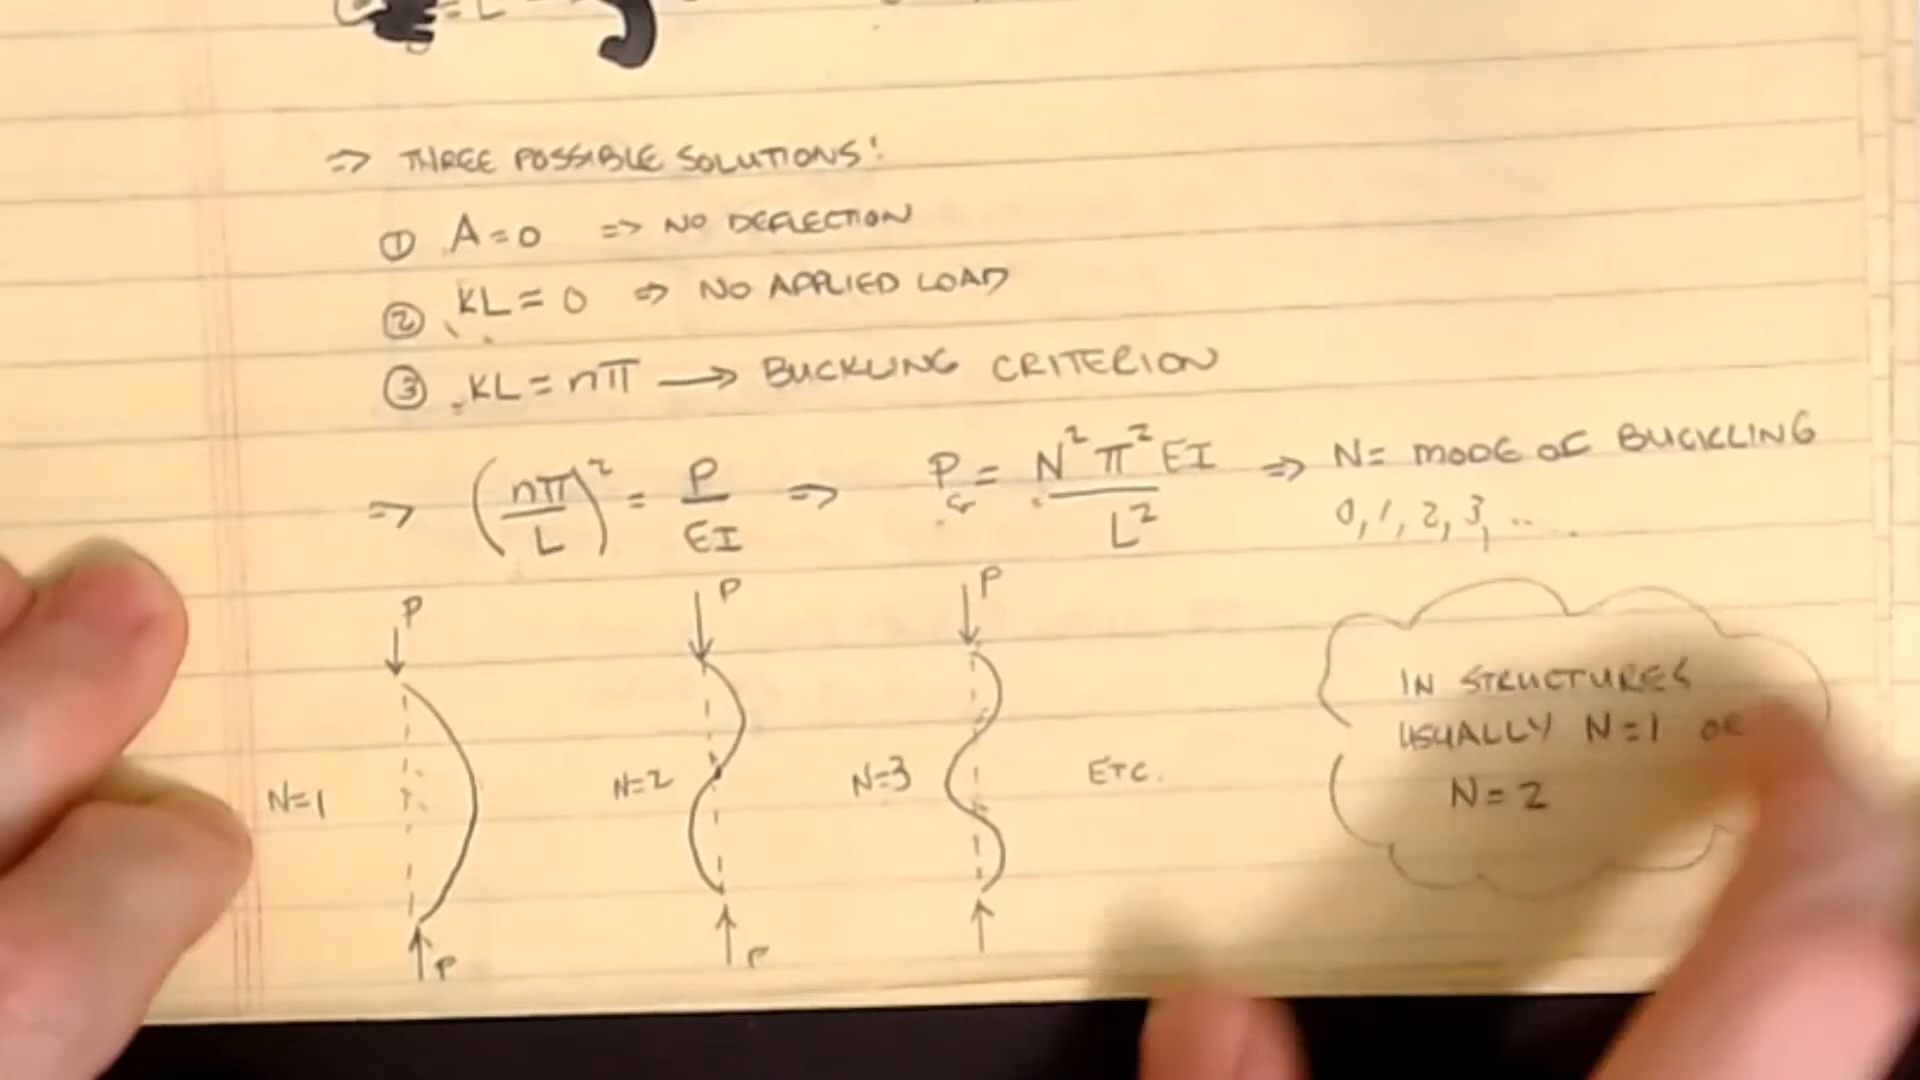 = L
⇒ THREE POSSIBLE SOLUTIONS:
① A = 0 ⇒ NO DEFLECTION
② KL = 0 ⇒ NO APPLIED LOAD
③ KL = nπ → BUCKLING CRITERION
⇒ (nπ/L)² = P/EI ⇒ Pcr = N²π²EI/L² ⇒ N = MODE OF BUCKLING
0, 1, 2, 3, ....
P P P
IN STRUCTURES
USUALLY N=1 OR
N=2
N=1 N=2 N=3 ETC.
P P